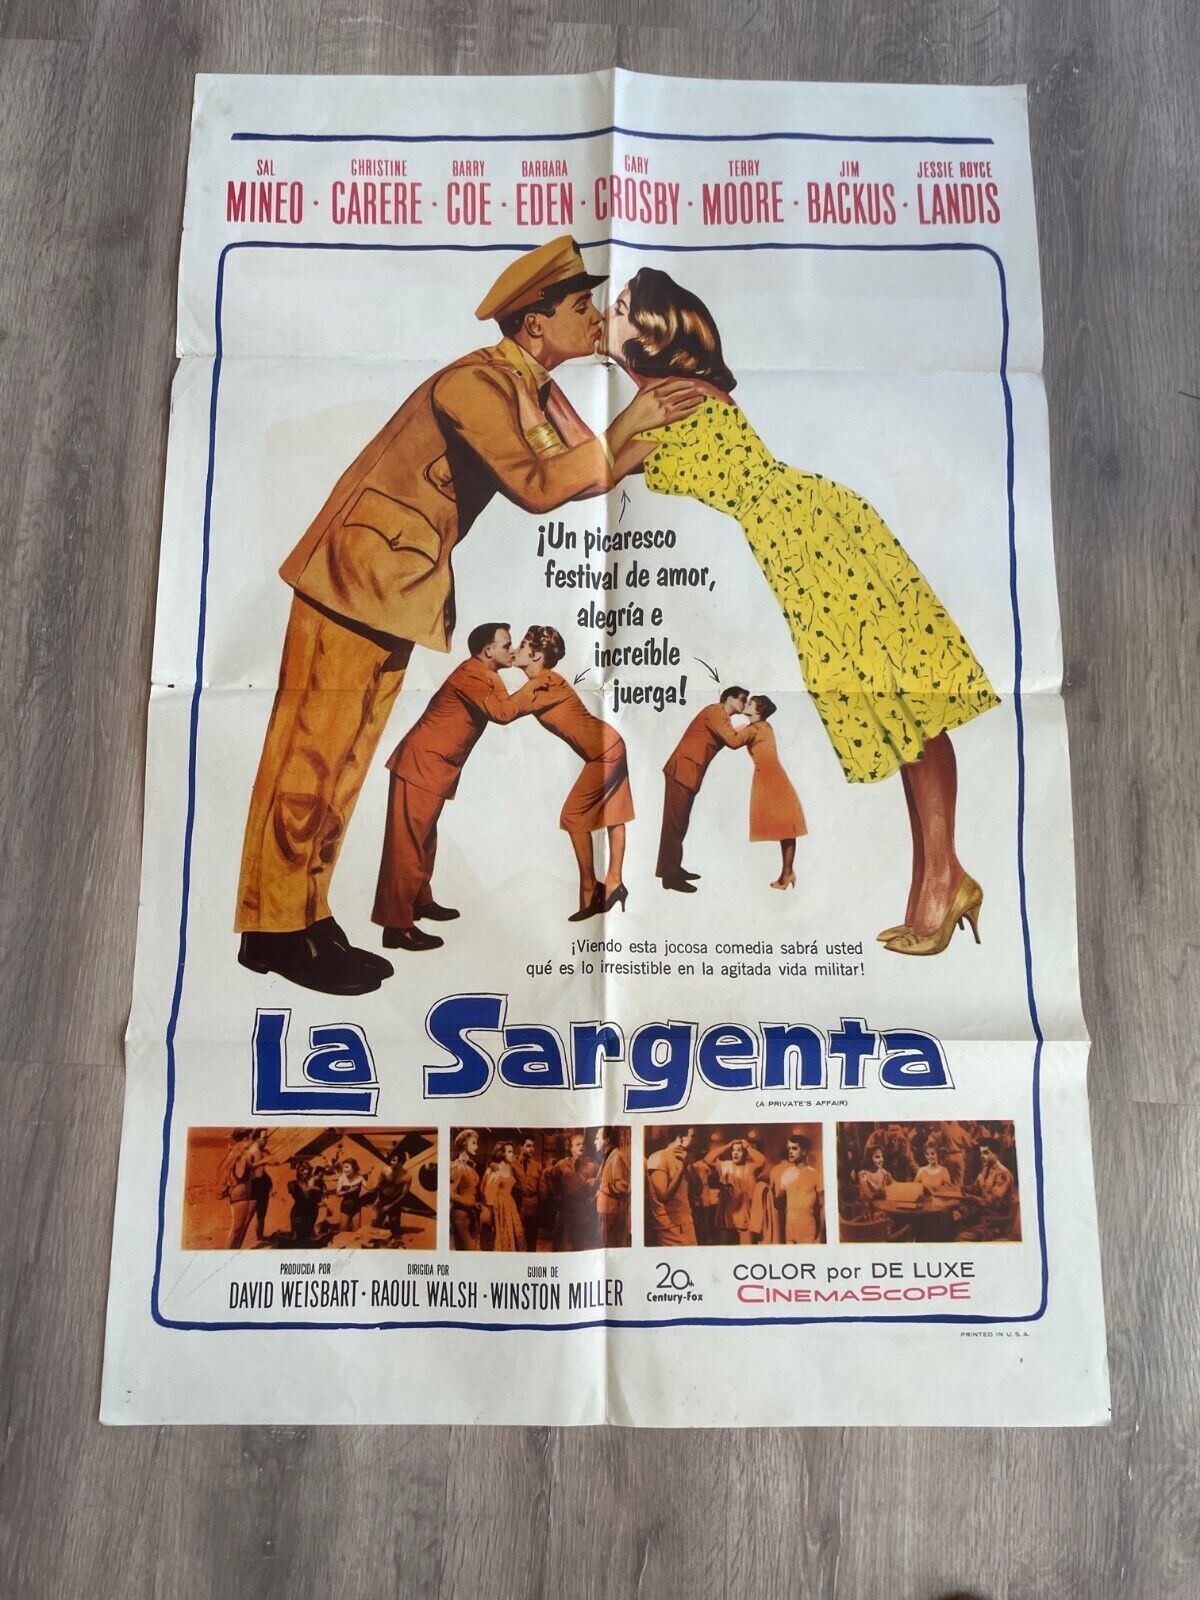 SAL CHRISTINE BARRY BARBARA GARY TERRY JIM JESSIE ROYCE
MINEO · CARERE · COE · EDEN · CROSBY · MOORE · BACKUS · LANDIS
¡Un picaresco
festival de amor,
alegría e
increíble
juerga!
¡Viendo esta jocosa comedia sabrá usted
qué es lo irresistible en la agitada vida militar!
La Sargenta
(A PRIVATE'S AFFAIR)
PRODUCIDA POR DIRIGIDA POR GUION DE
DAVID WEISBART · RAOUL WALSH · WINSTON MILLER
20th
Century-Fox
COLOR por DE LUXE
CINEMASCOPE
PRINTED IN U.S.A.